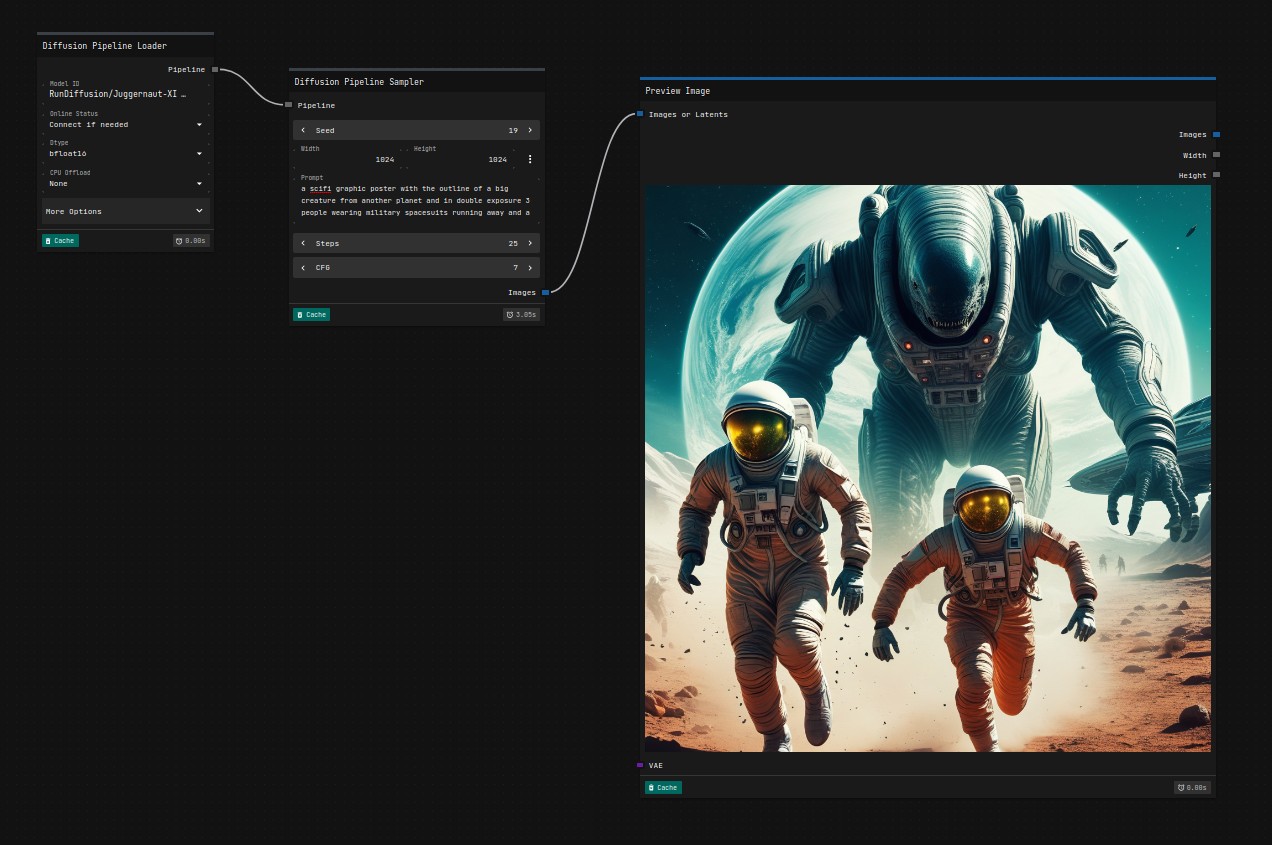 Diffusion Pipeline Loader
Pipeline
Model ID
RunDiffusion/Juggernaut-XI …
Online Status
Connect if needed
Dtype
bfloat16
CPU Offload
None
More Options
Cache
0.00s
Diffusion Pipeline Sampler
Pipeline
Seed 19
Width Height
1024 1024
Prompt
a scifi graphic poster with the outline of a big
creature from another planet and in double exposure 3
people wearing military spacesuits running away and a
Steps 25
CFG 7
Images
Cache
3.05s
Preview Image
Images or Latents
Images
Width
Height
VAE
Cache
0.00s